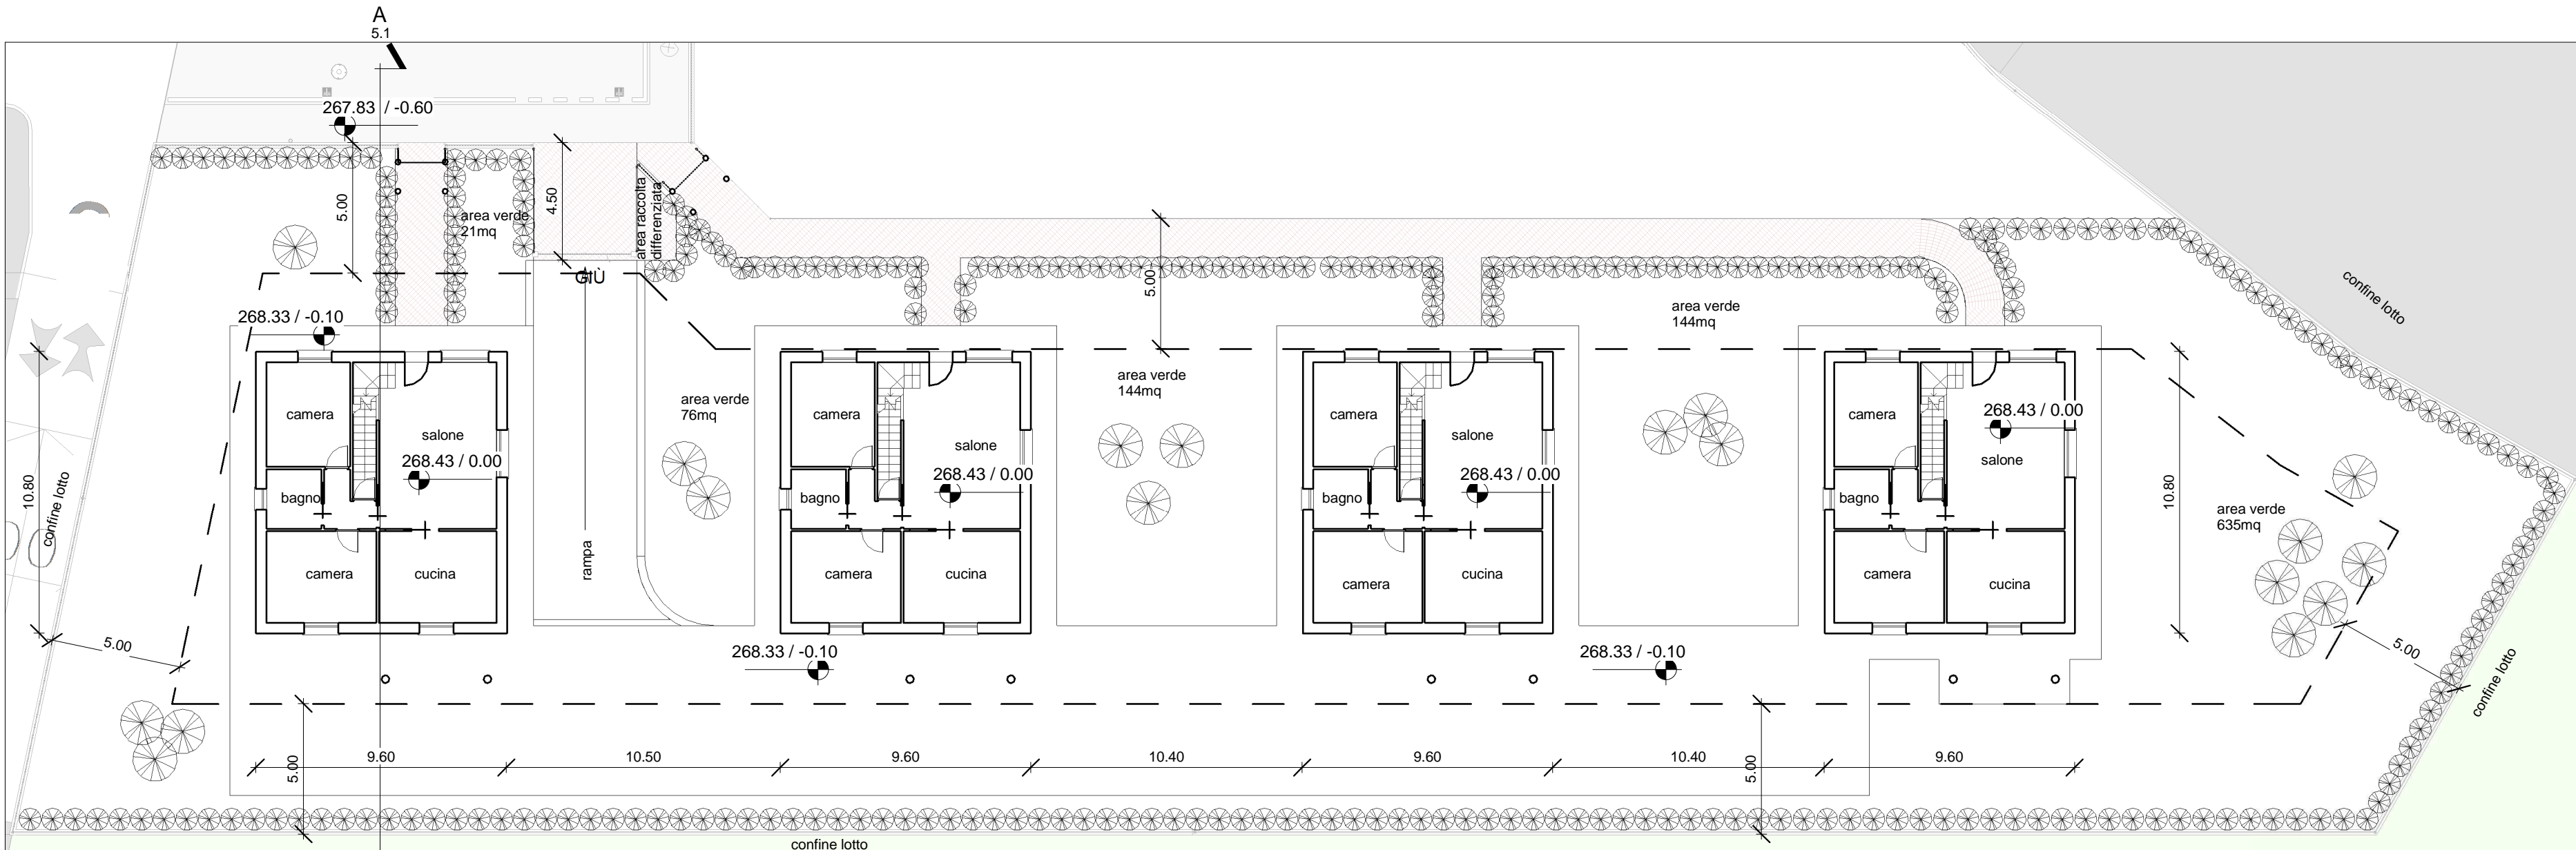 A
5.1
267.83 / -0.60
5.00
area verde
21mq
4.50
area raccolta
differenziata
GIÙ
5.00
confine lotto
268.33 / -0.10
area verde
144mq
area verde
144mq
area verde
76mq
camera
salone
268.43 / 0.00
bagno
camera
cucina
rampa
camera
salone
268.43 / 0.00
bagno
camera
cucina
camera
salone
268.43 / 0.00
bagno
camera
cucina
camera
268.43 / 0.00
salone
bagno
camera
cucina
10.80
confine lotto
5.00
10.80
area verde
635mq
5.00
confine lotto
268.33 / -0.10
268.33 / -0.10
5.00
9.60
10.50
9.60
10.40
9.60
10.40
5.00
9.60
confine lotto